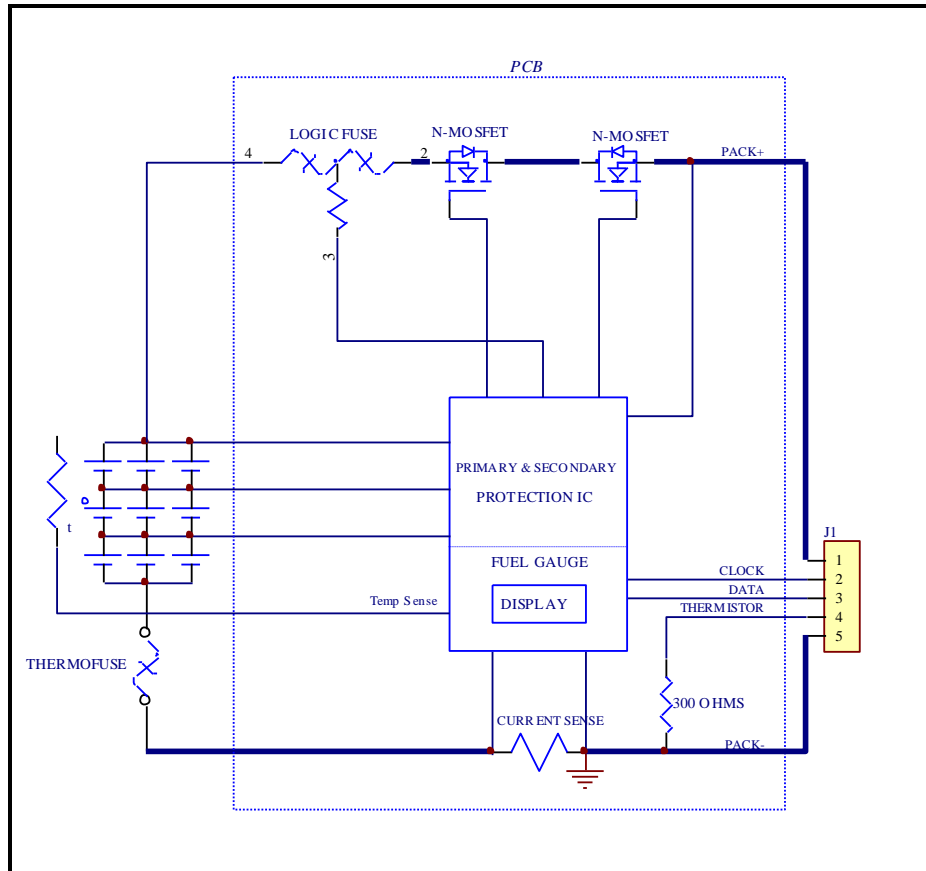 PCB
LOGIC FUSE
N-MOSFET
N-MOSFET
4
2
PACK+
3
PRIMARY & SECONDARY
PROTECTION IC
t
J1
FUEL GAUGE
1
CLOCK
2
DATA
3
DISPLAY
Temp Sense
THERMISTOR
4
5
THERMOFUSE
300 OHMS
CURRENT SENSE
PACK-